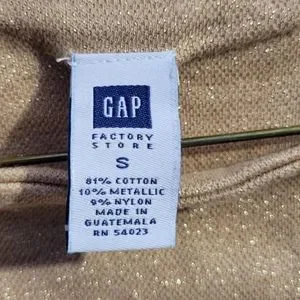 GAP
FACTORY
STORE
S
81% COTTON
10% METALLIC
9% NYLON
MADE IN
GUATEMALA
RN 54023